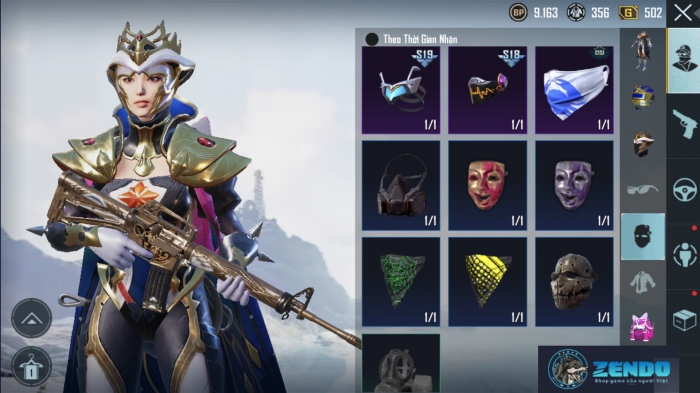 BP 9.163 356 G 502
Theo Thời Gian Nhận
S19 S18
1/1 1/1 1/1
1/1 1/1 1/1
1/1 1/1 1/1
ZENDO
Shop game của người Việt